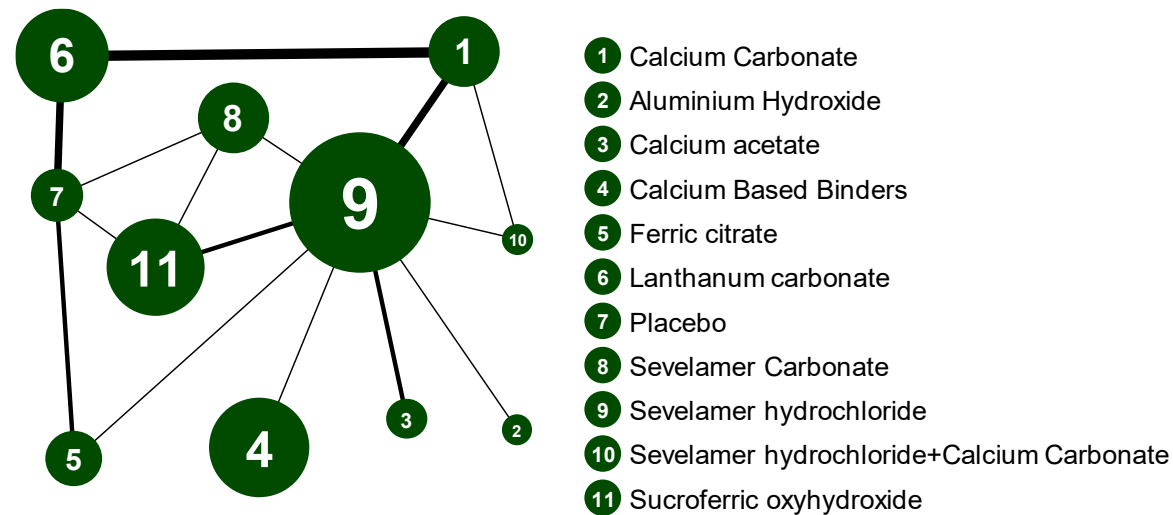 6
1
8
9
7
10
11
3
2
4
5
1 Calcium Carbonate
2 Aluminium Hydroxide
3 Calcium acetate
4 Calcium Based Binders
5 Ferric citrate
6 Lanthanum carbonate
7 Placebo
8 Sevelamer Carbonate
9 Sevelamer hydrochloride
10 Sevelamer hydrochloride+Calcium Carbonate
11 Sucroferric oxyhydroxide